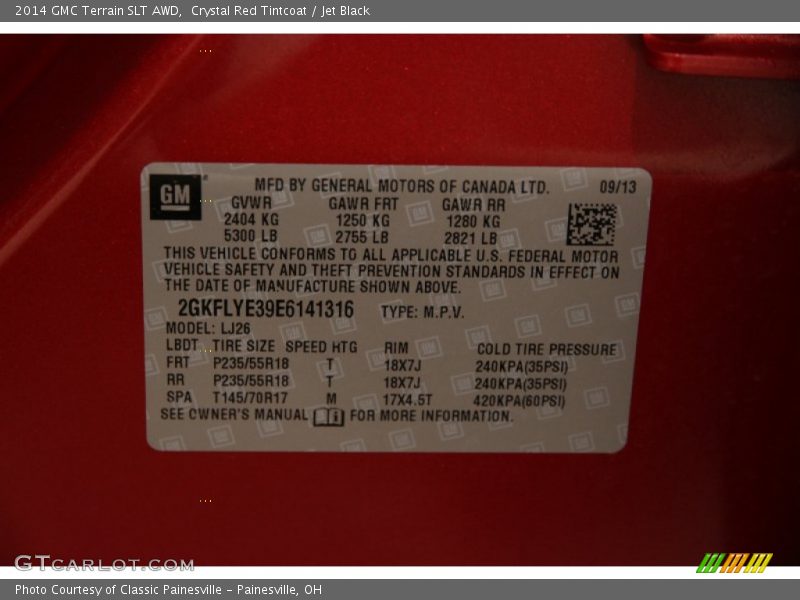 2014 GMC Terrain SLT AWD, Crystal Red Tintcoat / Jet Black
GM
MFD BY GENERAL MOTORS OF CANADA LTD. 09/13
GVWR GAWR FRT GAWR RR
2404 KG 1250 KG 1280 KG
5300 LB 2755 LB 2821 LB
THIS VEHICLE CONFORMS TO ALL APPLICABLE U.S. FEDERAL MOTOR
VEHICLE SAFETY AND THEFT PREVENTION STANDARDS IN EFFECT ON
THE DATE OF MANUFACTURE SHOWN ABOVE.
2GKFLYE39E6141316 TYPE: M.P.V.
MODEL: LJ26
LBDT TIRE SIZE SPEED HTG RIM COLD TIRE PRESSURE
FRT P235/55R18 T 18X7J 240KPA(35PSI)
RR P235/55R18 T 18X7J 240KPA(35PSI)
SPA T145/70R17 M 17X4.5T 420KPA(60PSI)
SEE OWNER'S MANUAL FOR MORE INFORMATION.
GTCARLOT.COM
Photo Courtesy of Classic Painesville - Painesville, OH